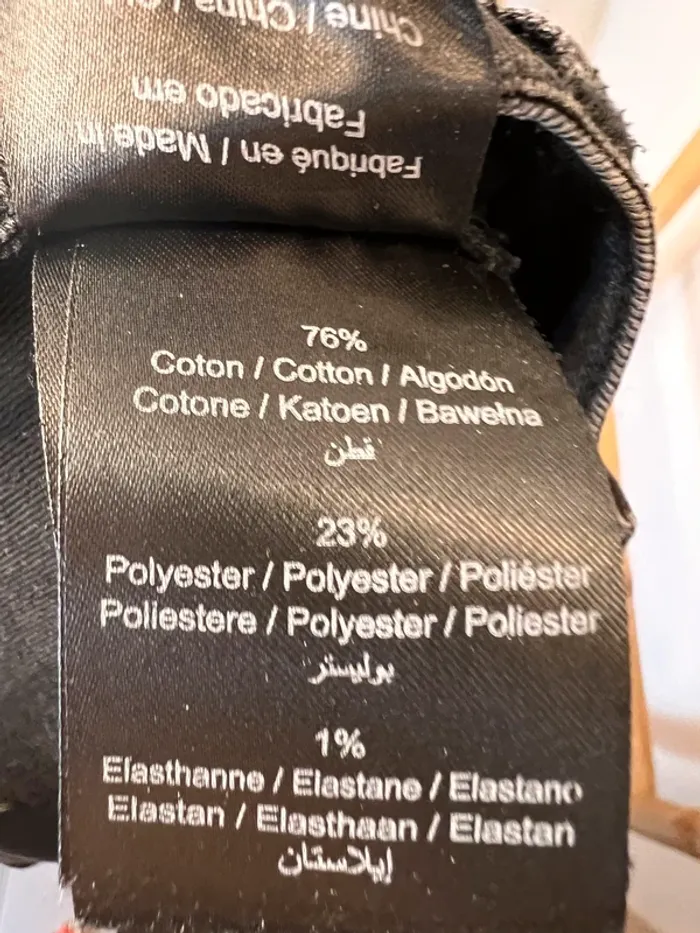 Fabriqué en / Made in
Fabricado em
Chine / China /
76%
Coton / Cotton / Algodón
Cotone / Katoen / Bawełna
قطن
23%
Polyester / Polyester / Poliéster
Poliestere / Polyester / Poliester
بوليستر
1%
Elasthanne / Elastane / Elastano
Elastan / Elasthaan / Elastan
إيلاستان